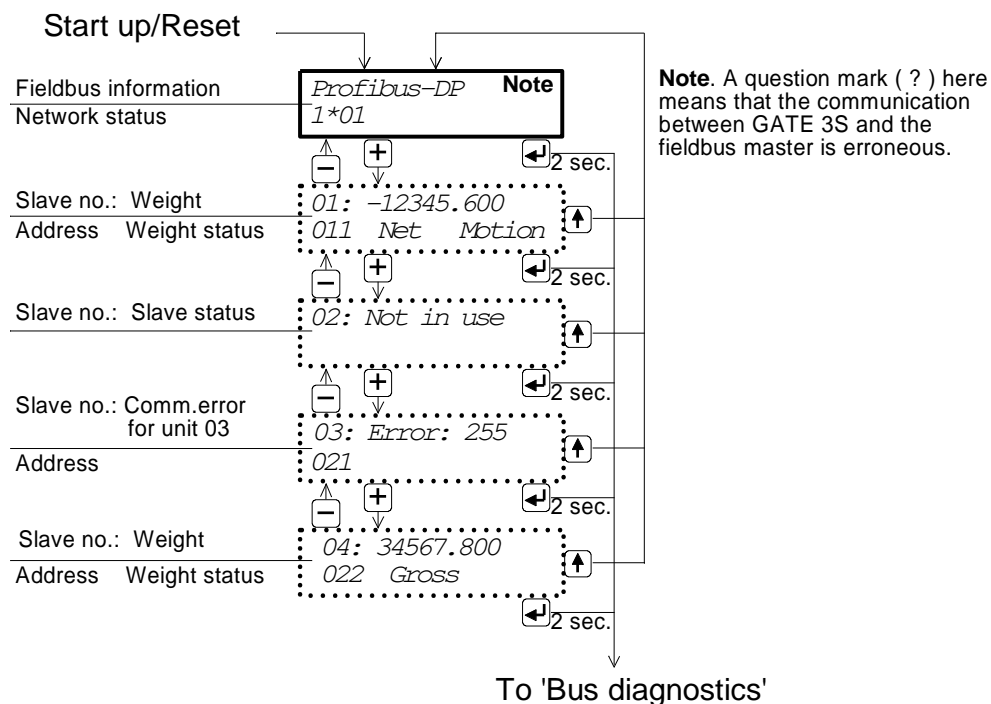 Start up/Reset
Fieldbus information
Network status
Profibus-DP Note
1*01
Note. A question mark ( ? ) here
means that the communication
between GATE 3S and the
fieldbus master is erroneous.
− + ↵ 2 sec.
Slave no.: Weight
Address Weight status
01: -12345.600
011 Net Motion
↑
− + ↵ 2 sec.
Slave no.: Slave status
02: Not in use
↑
− + ↵ 2 sec.
Slave no.: Comm.error
for unit 03
Address
03: Error: 255
021
↑
− + ↵ 2 sec.
Slave no.: Weight
Address Weight status
04: 34567.800
022 Gross
↑
↵ 2 sec.
To 'Bus diagnostics'